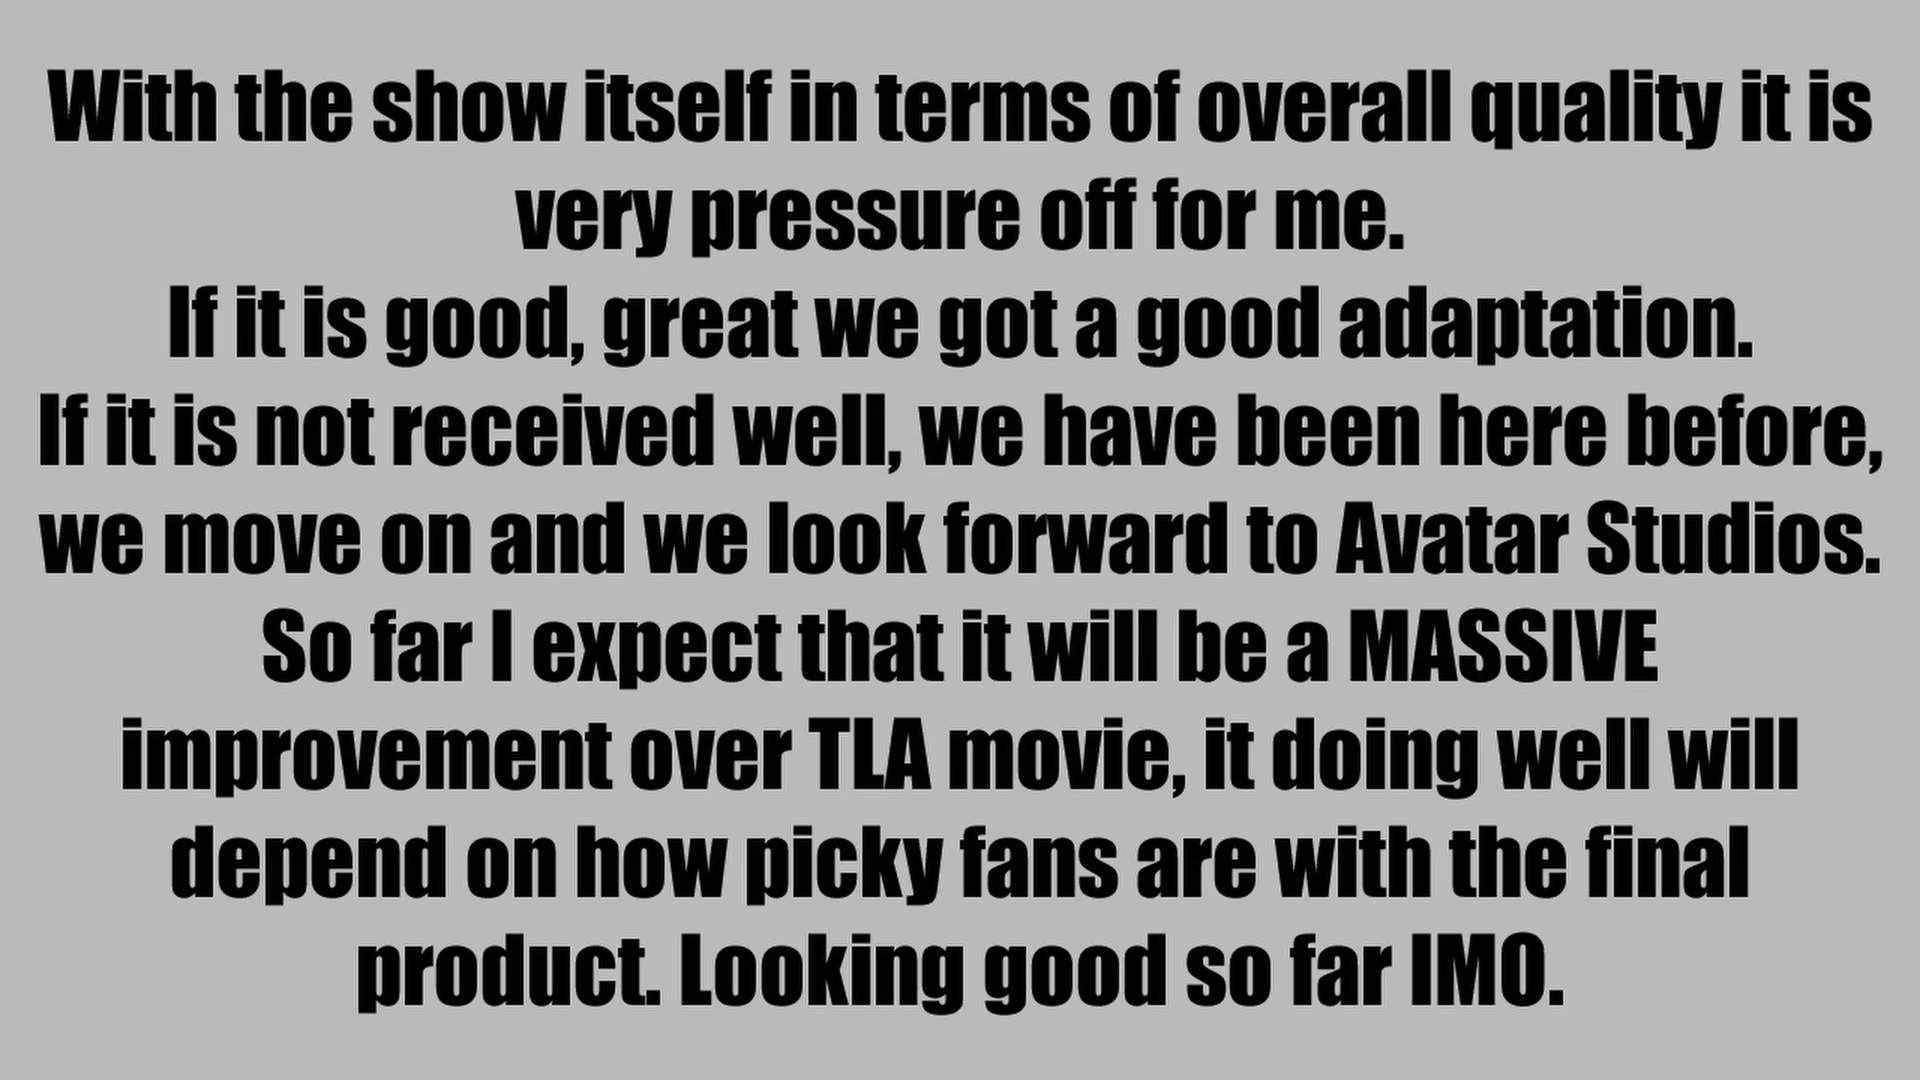 With the show itself in terms of overall quality it is
very pressure off for me.
If it is good, great we got a good adaptation.
If it is not received well, we have been here before,
we move on and we look forward to Avatar Studios.
So far I expect that it will be a MASSIVE
improvement over TLA movie, it doing well will
depend on how picky fans are with the final
product. Looking good so far IMO.